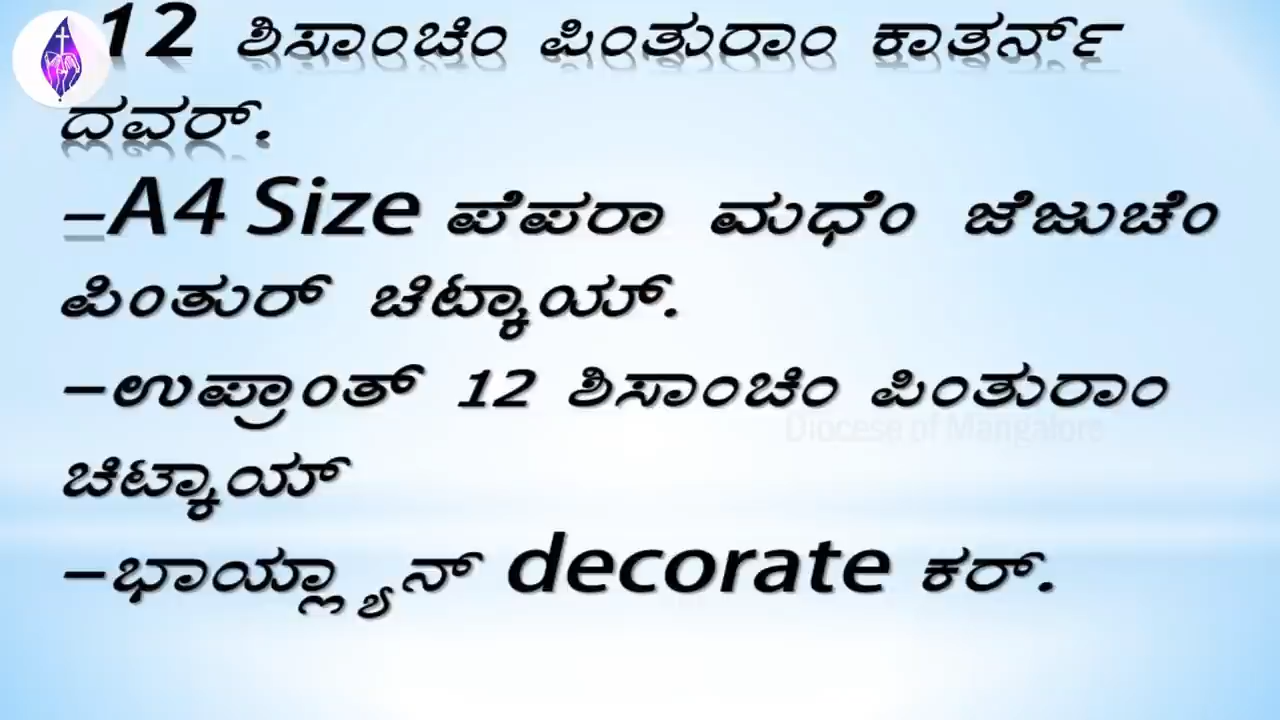 12 ಶಿಸಾಂಚಿಂ ಪಿಂತುರಾಂ ಕಾತರ್ನ್
ದವರ್.
–A4 Size ಪೆಪರಾ ಮಧೆಂ ಜೆಜುಚೆಂ
ಪಿಂತುರ್ ಚಿಟ್ಕಾಯ್.
–ಉಪ್ರಾಂತ್ 12 ಶಿಸಾಂಚಿಂ ಪಿಂತುರಾಂ
Diocese of Mangalore
ಚಿಟ್ಕಾಯ್
–ಭಾಯ್ಲ್ಯಾನ್ decorate ಕರ್.